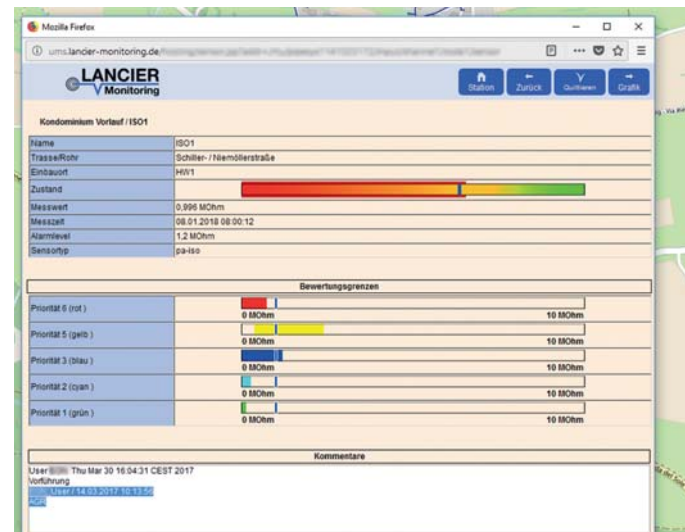 Mozilla Firefox
ums.lancier-monitoring.de/
LANCIER
Monitoring
Station
Zurück
Quittieren
Grafik
Kondominium Vorlauf / ISO1
Name ISO1
Trasse/Rohr Schiller- / Niemöllerstraße
Einbauort HW1
Zustand
Messwert 0,996 MOhm
Messzeit 08.01.2018 08:00:12
Alarmlevel 1,2 MOhm
Sensortyp pa-iso
Bewertungsgrenzen
Priorität 6 (rot )
0 MOhm 10 MOhm
Priorität 5 (gelb )
0 MOhm 10 MOhm
Priorität 3 (blau )
0 MOhm 10 MOhm
Priorität 2 (cyan )
0 MOhm 10 MOhm
Priorität 1 (grün )
0 MOhm 10 MOhm
Kommentare
User Thu Mar 30 16:04:31 CEST 2017
Vorführung
User / 14.03.2017 10:13:56